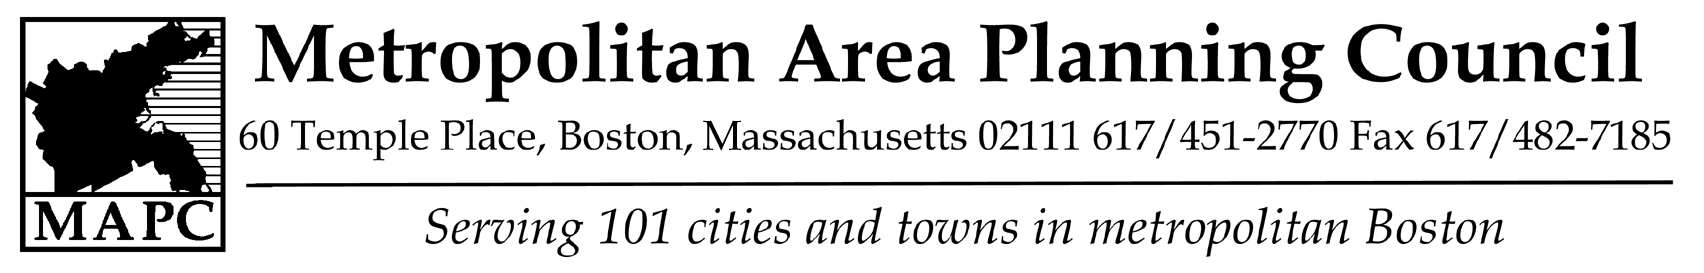 Metropolitan Area Planning Council
60 Temple Place, Boston, Massachusetts 02111 617/451-2770 Fax 617/482-7185
MAPC
Serving 101 cities and towns in metropolitan Boston